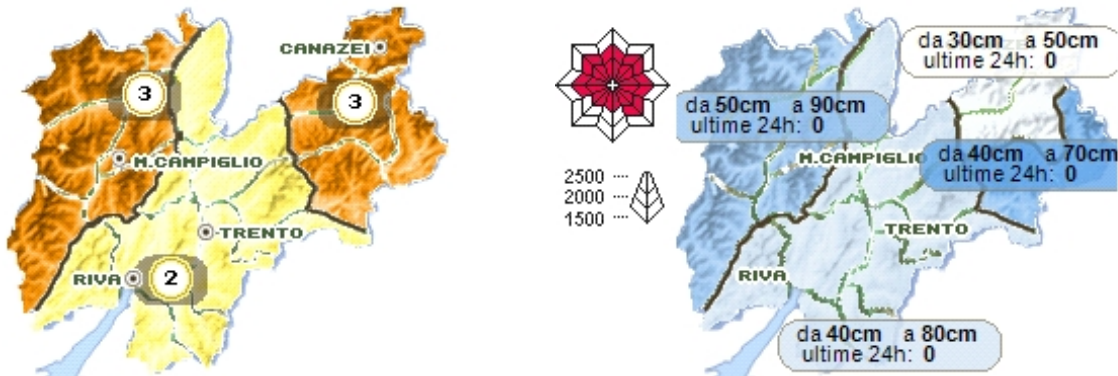 CANAZEI
3
3
M.CAMPIGLIO
TRENTO
RIVA
2
2500
2000
1500
da 30cm a 50cm
ultime 24h: 0
da 50cm a 90cm
ultime 24h: 0
M.CAMPIGLIO
da 40cm a 70cm
ultime 24h: 0
TRENTO
RIVA
da 40cm a 80cm
ultime 24h: 0